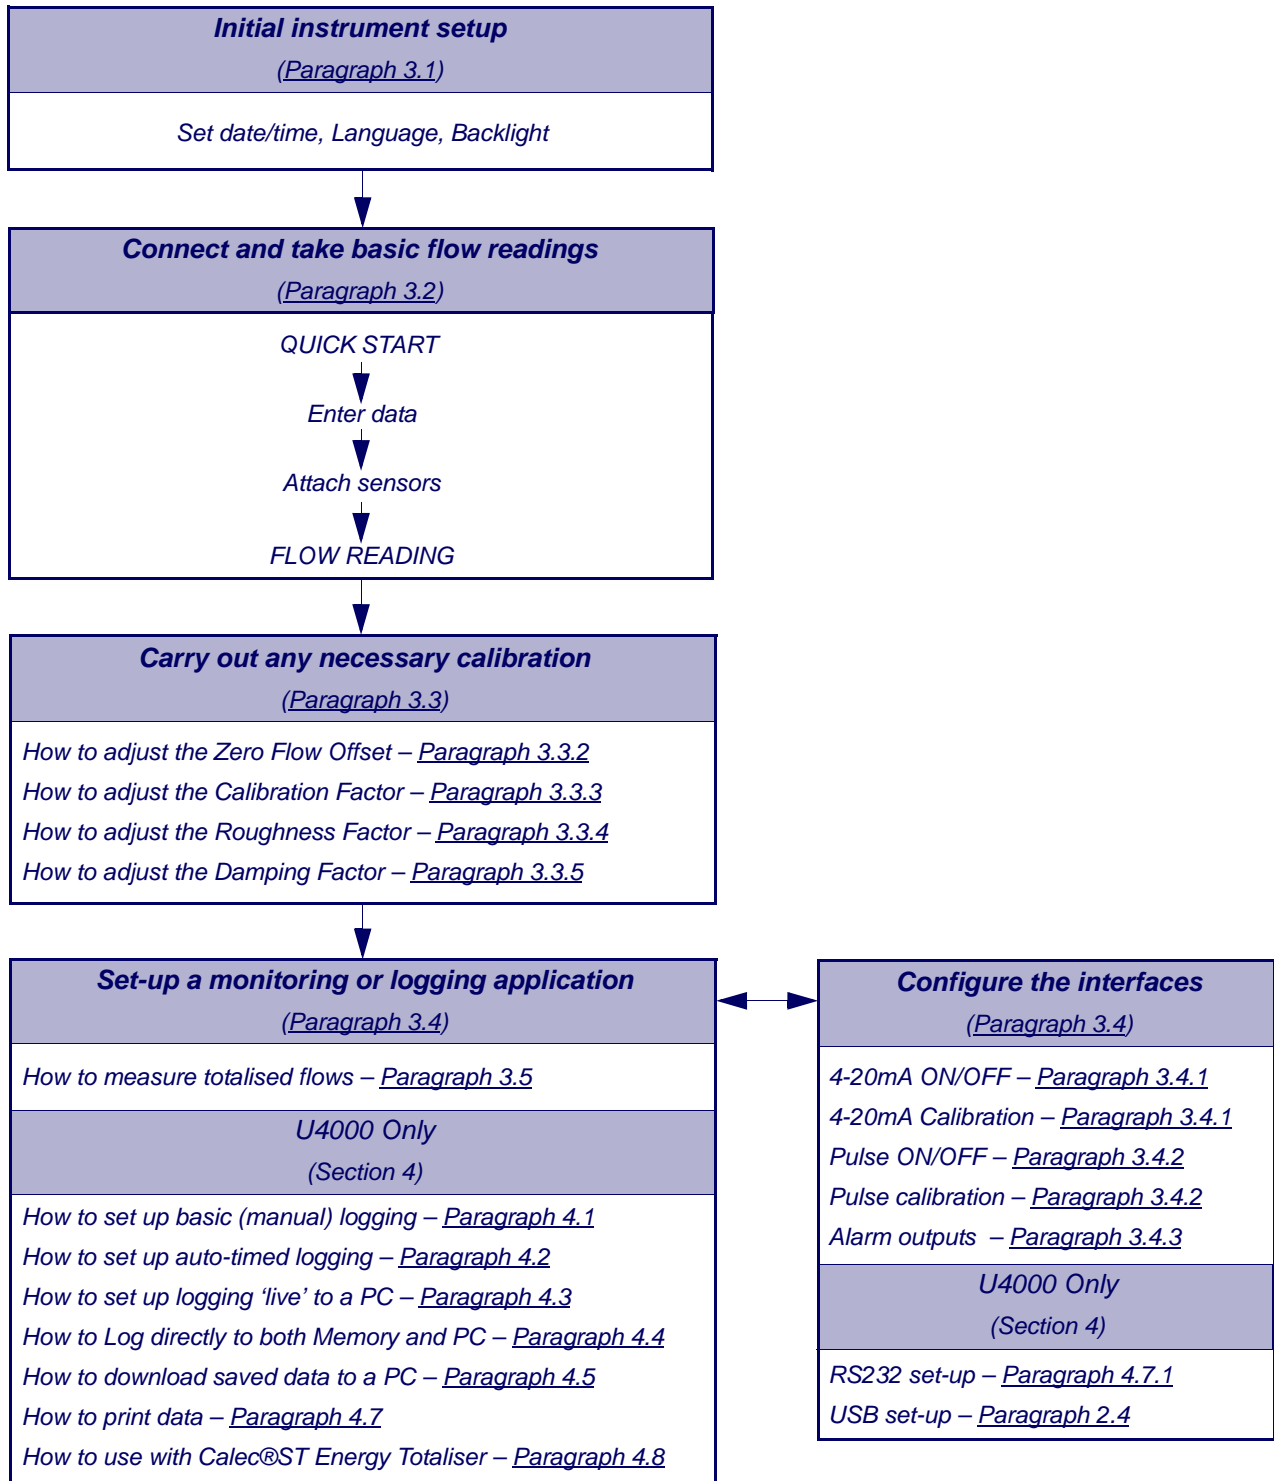 Initial instrument setup
(Paragraph 3.1)
Set date/time, Language, Backlight
Connect and take basic flow readings
(Paragraph 3.2)
QUICK START
Enter data
Attach sensors
FLOW READING
Carry out any necessary calibration
(Paragraph 3.3)
How to adjust the Zero Flow Offset – Paragraph 3.3.2
How to adjust the Calibration Factor – Paragraph 3.3.3
How to adjust the Roughness Factor – Paragraph 3.3.4
How to adjust the Damping Factor – Paragraph 3.3.5
Set-up a monitoring or logging application
(Paragraph 3.4)
How to measure totalised flows – Paragraph 3.5
U4000 Only
(Section 4)
How to set up basic (manual) logging – Paragraph 4.1
How to set up auto-timed logging – Paragraph 4.2
How to set up logging ‘live’ to a PC – Paragraph 4.3
How to Log directly to both Memory and PC – Paragraph 4.4
How to download saved data to a PC – Paragraph 4.5
How to print data – Paragraph 4.7
How to use with Calec®ST Energy Totaliser – Paragraph 4.8
Configure the interfaces
(Paragraph 3.4)
4-20mA ON/OFF – Paragraph 3.4.1
4-20mA Calibration – Paragraph 3.4.1
Pulse ON/OFF – Paragraph 3.4.2
Pulse calibration – Paragraph 3.4.2
Alarm outputs – Paragraph 3.4.3
U4000 Only
(Section 4)
RS232 set-up – Paragraph 4.7.1
USB set-up – Paragraph 2.4